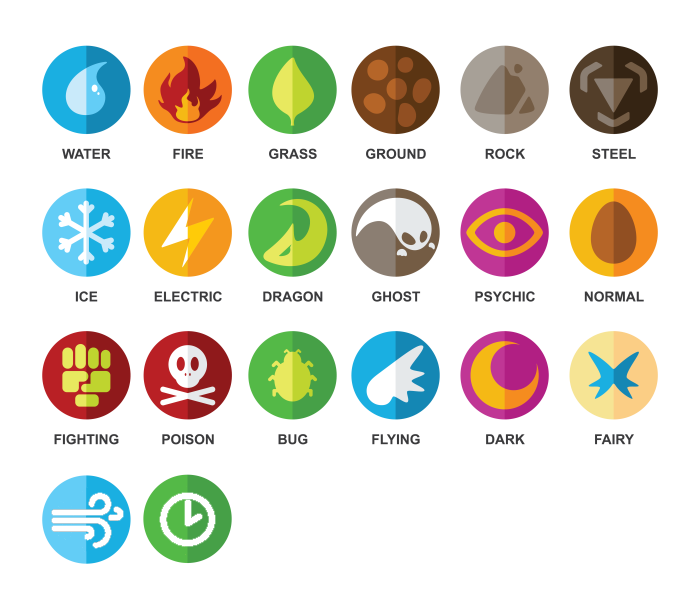 WATER FIRE GRASS GROUND ROCK STEEL
ICE ELECTRIC DRAGON GHOST PSYCHIC NORMAL
FIGHTING POISON BUG FLYING DARK FAIRY